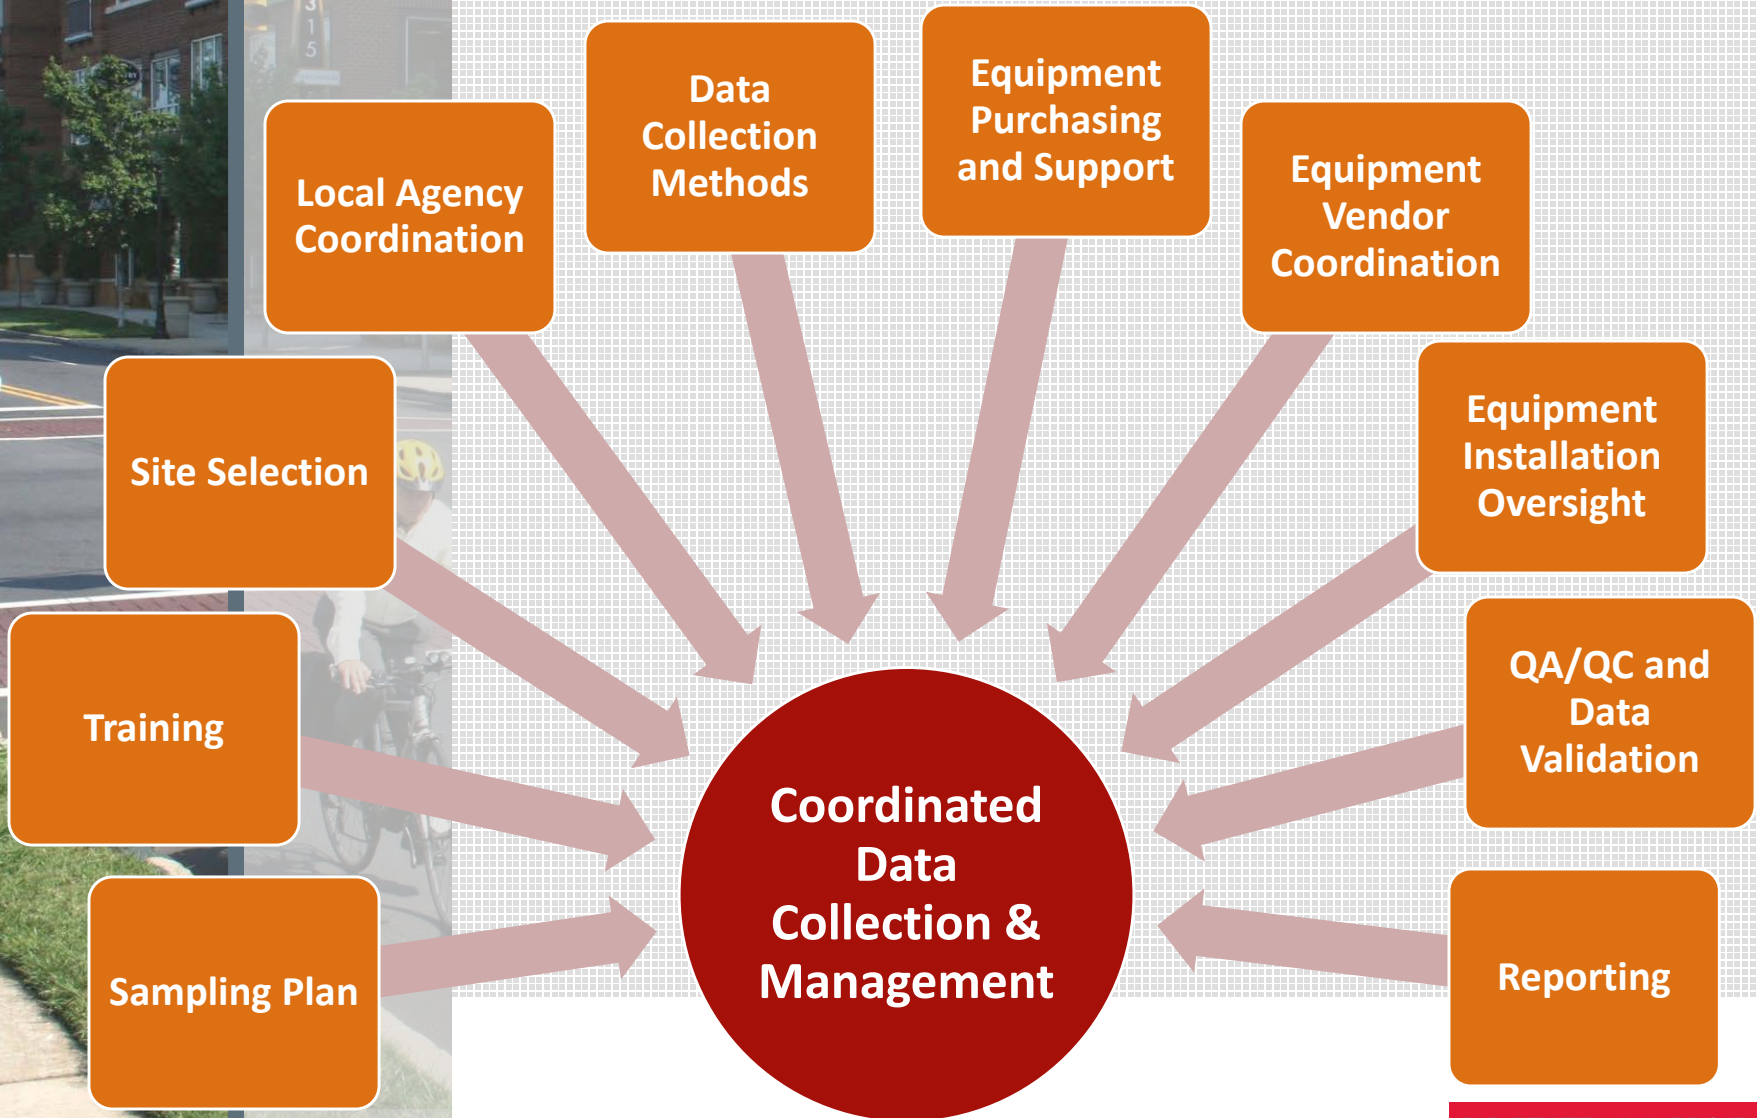 315
Data
Collection
Methods
Equipment
Purchasing
and Support
Local Agency
Coordination
Equipment
Vendor
Coordination
Site Selection
Equipment
Installation
Oversight
Training
QA/QC and
Data
Validation
Sampling Plan
Coordinated
Data
Collection &
Management
Reporting